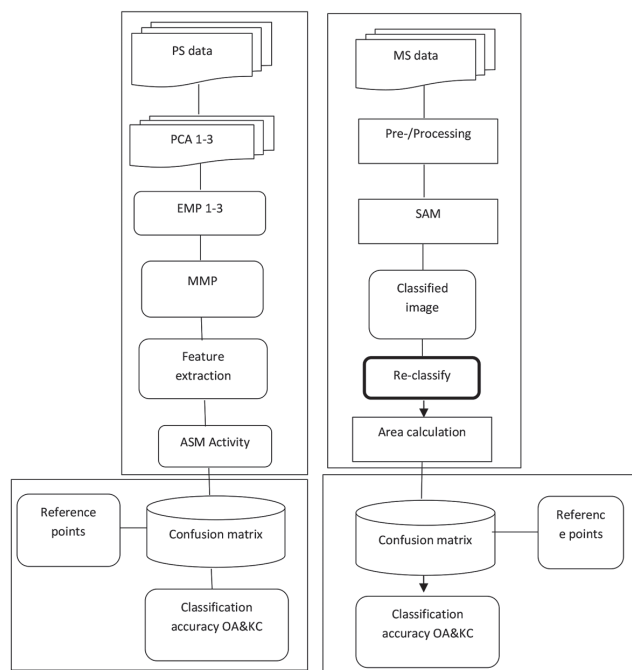 PS data
PCA 1-3
EMP 1-3
MMP
Feature
extraction
ASM Activity
Reference
points
Confusion matrix
Classification
accuracy OA&KC
MS data
Pre-/Processing
SAM
Classified
image
Re-classify
Area calculation
Confusion matrix
Referenc
e points
Classification
accuracy OA&KC